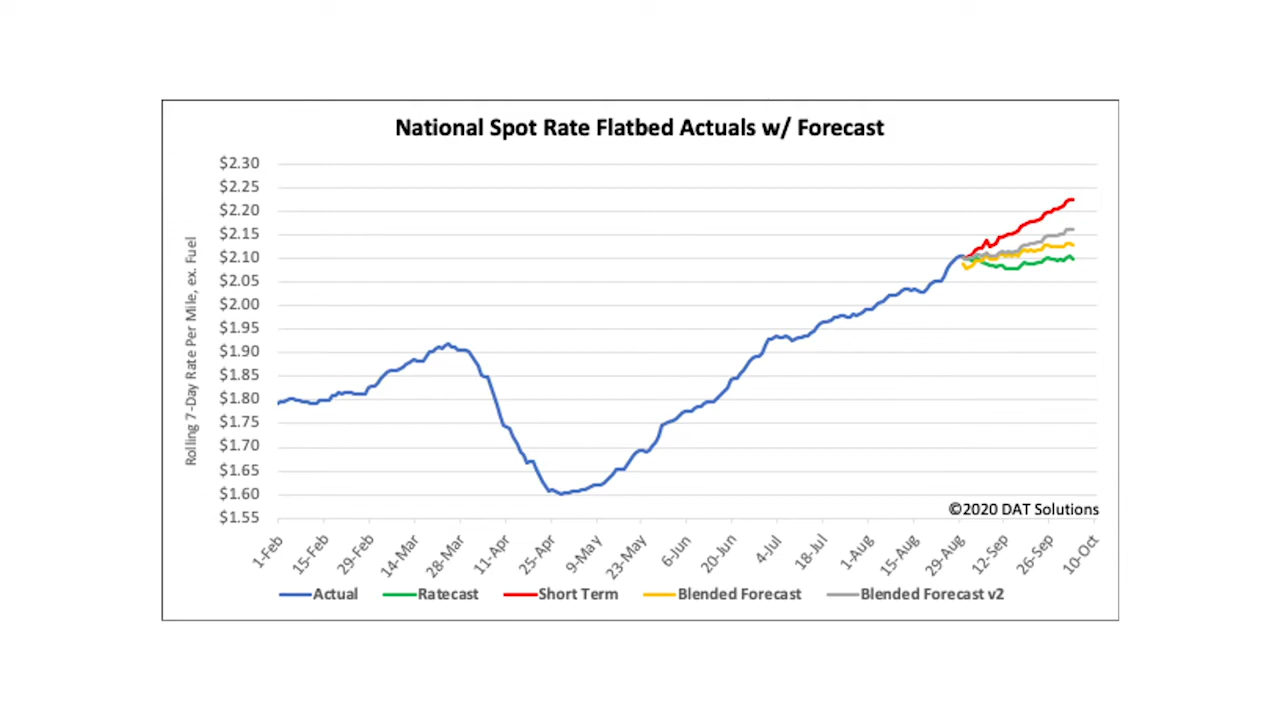 National Spot Rate Flatbed Actuals w/ Forecast
Rolling 7-Day Rate Per Mile, ex. Fuel
$2.30
$2.25
$2.20
$2.15
$2.10
$2.05
$2.00
$1.95
$1.90
$1.85
$1.80
$1.75
$1.70
$1.65
$1.60
$1.55
©2020 DAT Solutions
1-Feb
15-Feb
29-Feb
14-Mar
28-Mar
11-Apr
25-Apr
9-May
23-May
6-Jun
20-Jun
4-Jul
18-Jul
1-Aug
15-Aug
29-Aug
12-Sep
26-Sep
10-Oct
Actual Ratecast Short Term Blended Forecast Blended Forecast v2